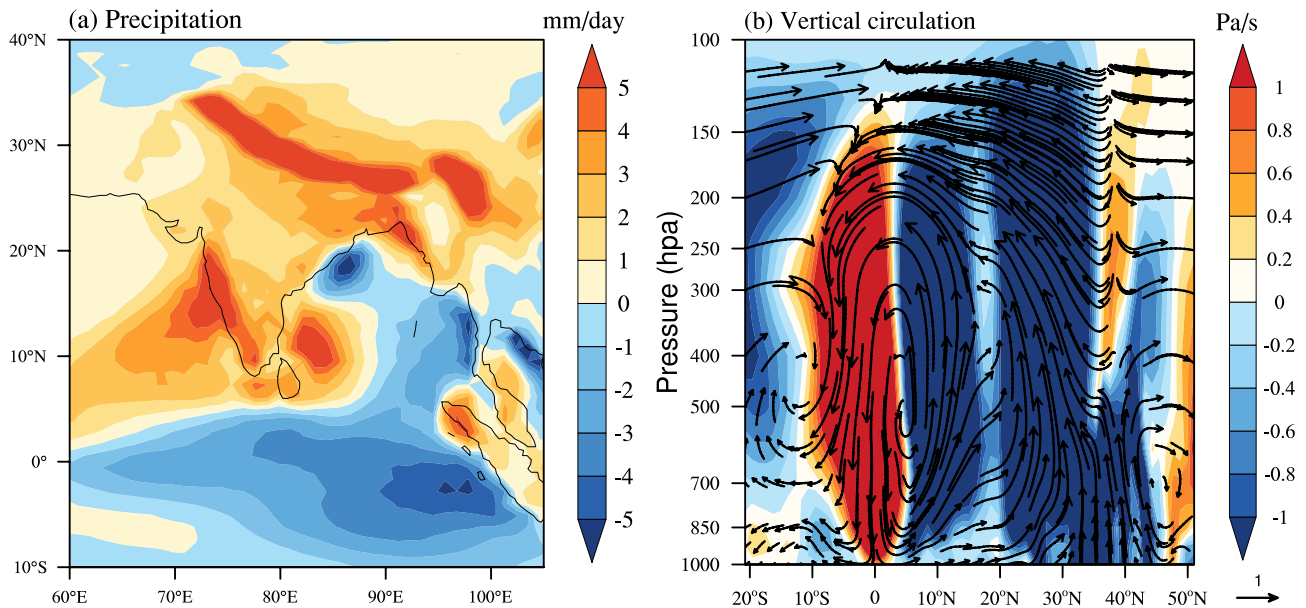 (a) Precipitation
mm/day
40°N
30°N
20°N
10°N
0°
10°S
60°E
70°E
80°E
90°E
100°E
5
4
3
2
1
0
-1
-2
-3
-4
-5
(b) Vertical circulation
Pa/s
Pressure (hpa)
100
150
200
250
300
400
500
700
850
1000
20°S
10°S
0
10°N
20°N
30°N
40°N
50°N
1
0.8
0.6
0.4
0.2
0
-0.2
-0.4
-0.6
-0.8
-1
1